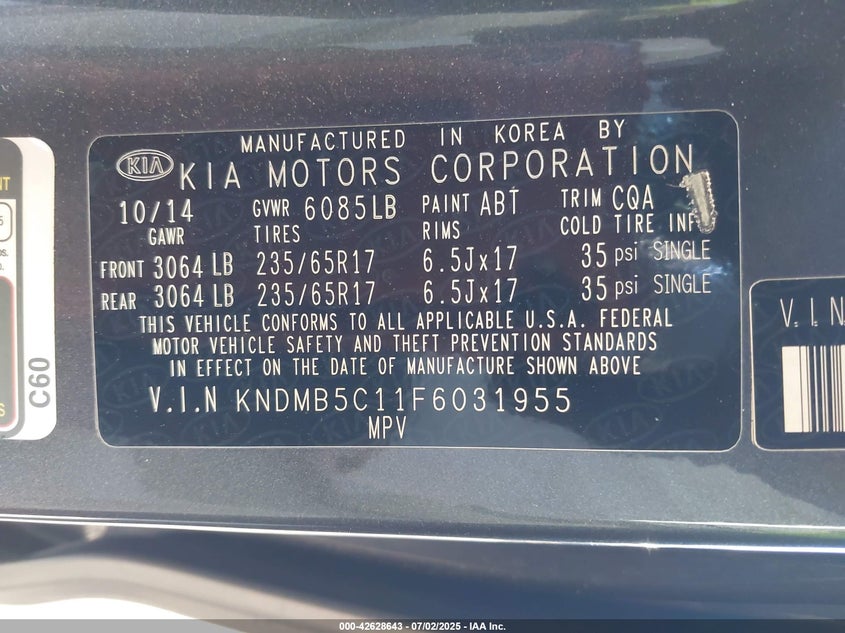 MANUFACTURED IN KOREA BY
KIA KIA MOTORS CORPORATION
10/14 GVWR 6085LB PAINT ABT TRIM CQA
GAWR TIRES RIMS COLD TIRE INF
FRONT 3064 LB 235/65R17 6.5Jx17 35 psi SINGLE
REAR 3064 LB 235/65R17 6.5Jx17 35 psi SINGLE
THIS VEHICLE CONFORMS TO ALL APPLICABLE U.S.A. FEDERAL
MOTOR VEHICLE SAFETY AND THEFT PREVENTION STANDARDS
IN EFFECT ON THE DATE OF MANUFACTURE SHOWN ABOVE
V.I.N KNDMB5C11F6031955
MPV
C60
V.I.N
000-42628643 - 07/02/2025 - IAA Inc.